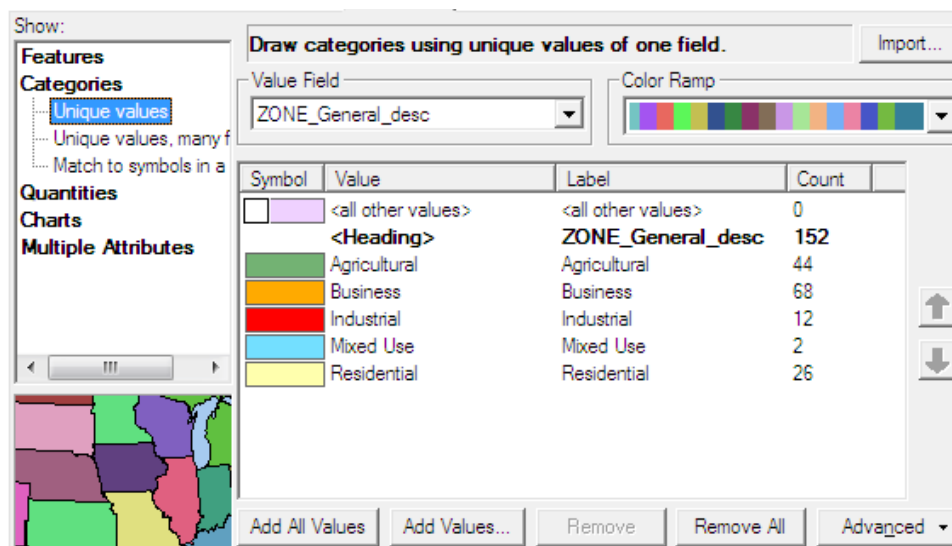 Show:
Features
Categories
Unique values
Unique values, many f
Match to symbols in a
Quantities
Charts
Multiple Attributes
Draw categories using unique values of one field.
Import...
Value Field
ZONE_General_desc
Color Ramp
Symbol Value Label Count
<all other values> <all other values> 0
<Heading> ZONE_General_desc 152
Agricultural Agricultural 44
Business Business 68
Industrial Industrial 12
Mixed Use Mixed Use 2
Residential Residential 26
Add All Values Add Values... Remove Remove All Advanced